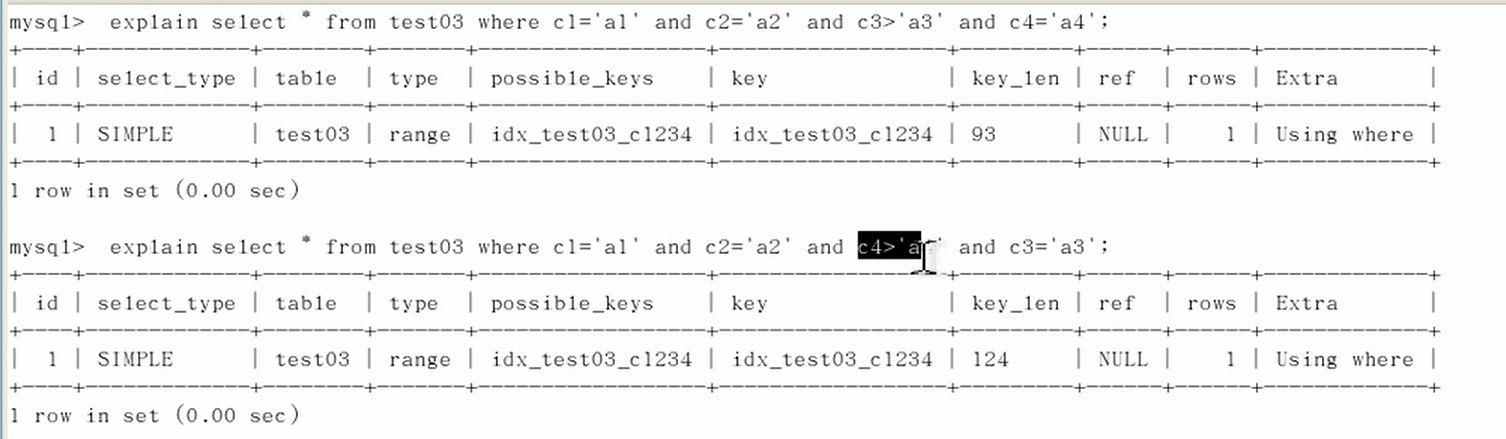 mysql>  explain select * from test03 where c1='a1' and c2='a2' and c3>'a3' and c4='a4';
+----+-------------+--------+-------+-----------------+-----------------+---------+------+------+-------------+
| id | select_type | table  | type  | possible_keys   | key             | key_len | ref  | rows | Extra       |
+----+-------------+--------+-------+-----------------+-----------------+---------+------+------+-------------+
|  1 | SIMPLE      | test03 | range | idx_test03_c1234 | idx_test03_c1234 | 93      | NULL |    1 | Using where |
+----+-------------+--------+-------+-----------------+-----------------+---------+------+------+-------------+
1 row in set (0.00 sec)
mysql>  explain select * from test03 where c1='a1' and c2='a2' and c4>'a ' and c3='a3';
+----+-------------+--------+-------+-----------------+-----------------+---------+------+------+-------------+
| id | select_type | table  | type  | possible_keys   | key             | key_len | ref  | rows | Extra       |
+----+-------------+--------+-------+-----------------+-----------------+---------+------+------+-------------+
|  1 | SIMPLE      | test03 | range | idx_test03_c1234 | idx_test03_c1234 | 124     | NULL |    1 | Using where |
+----+-------------+--------+-------+-----------------+-----------------+---------+------+------+-------------+
1 row in set (0.00 sec)